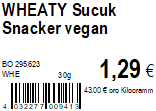 WHEATY Sucuk
Snacker vegan
BO 295623
WHE 30g
1,29 €
43.00 € pro Kilogramm
4 032277 009413